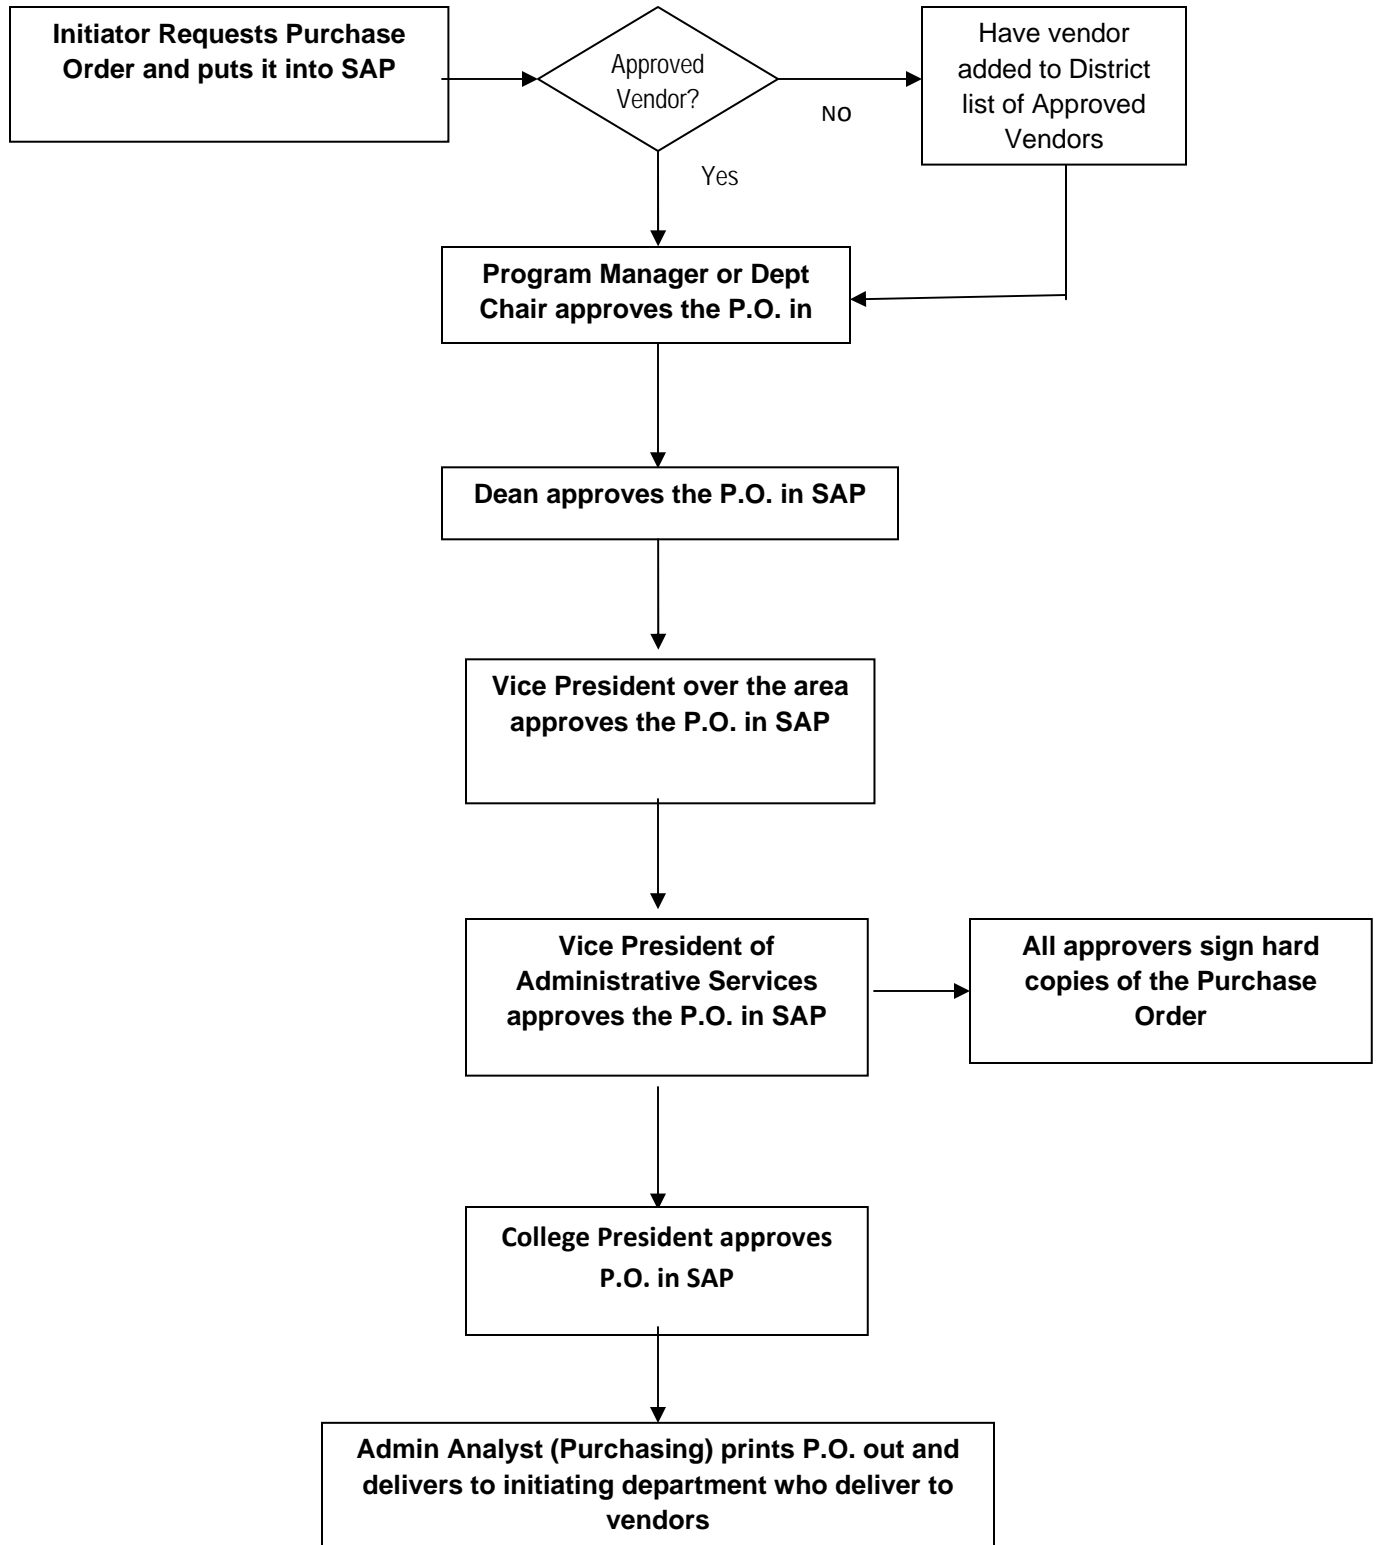 Initiator Requests Purchase
Order and puts it into SAP
Approved
Vendor?
No
Have vendor
added to District
list of Approved
Vendors
Yes
Program Manager or Dept
Chair approves the P.O. in
Dean approves the P.O. in SAP
Vice President over the area
approves the P.O. in SAP
Vice President of
Administrative Services
approves the P.O. in SAP
All approvers sign hard
copies of the Purchase
Order
College President approves
P.O. in SAP
Admin Analyst (Purchasing) prints P.O. out and
delivers to initiating department who deliver to
vendors